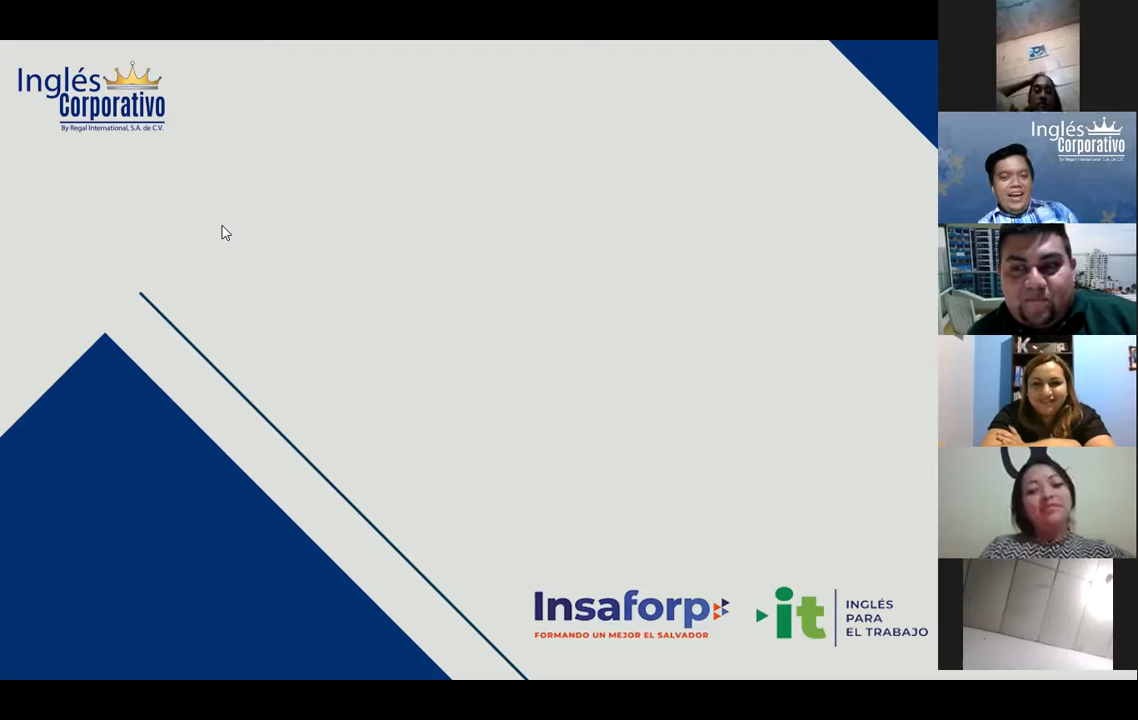 Inglés
Corporativo
By Regal International, S.A. de C.V.
Inglés
Corporativo
By Regal International, S.A. de C.V.
K
Insaforp
FORMANDO UN MEJOR EL SALVADOR
it
INGLÉS
PARA
EL TRABAJO